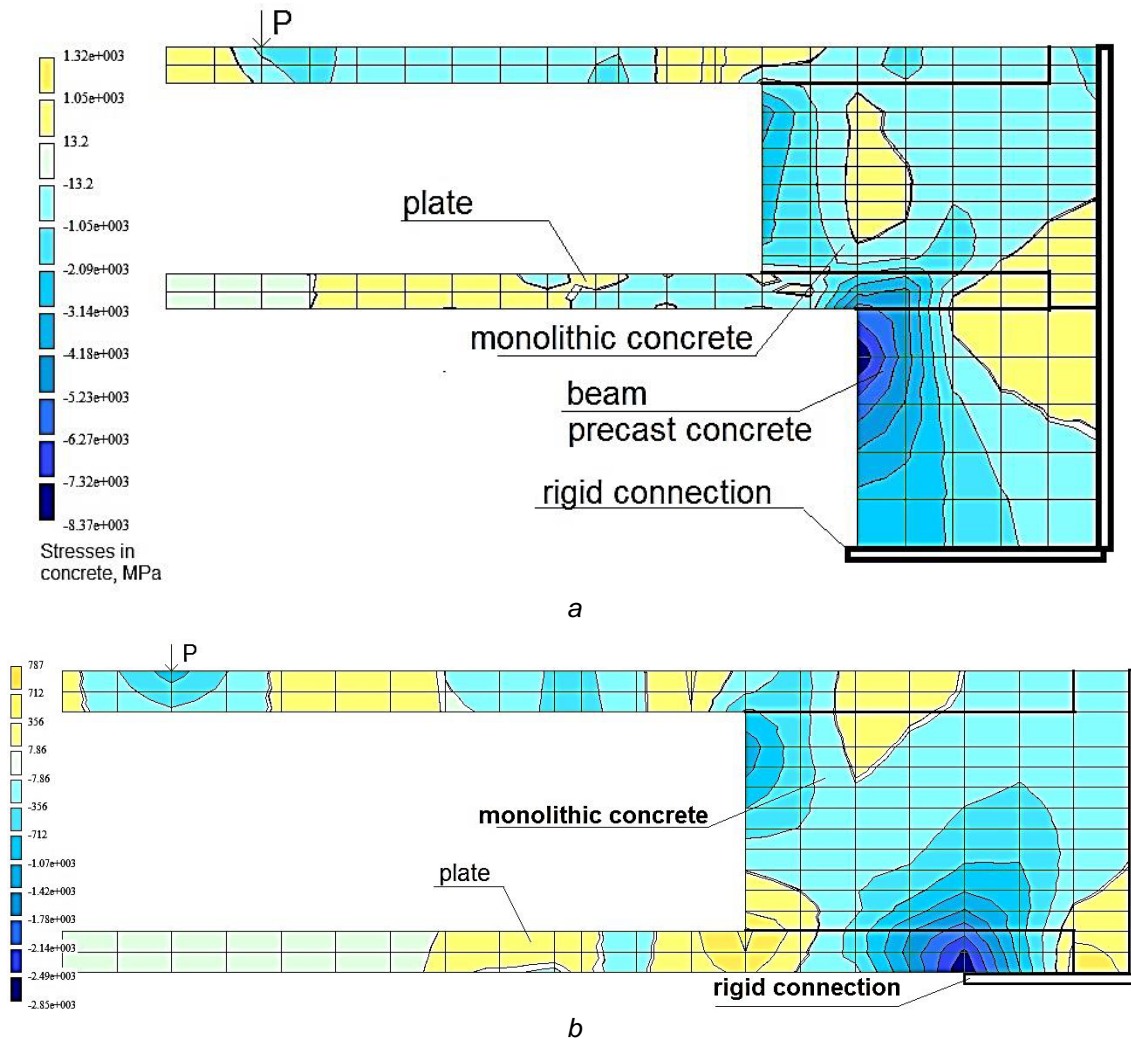 P
1.32e+003
1.05e+003
13.2
-13.2
-1.05e+003
-2.09e+003
-3.14e+003
-4.18e+003
-5.23e+003
-6.27e+003
-7.32e+003
-8.37e+003
Stresses in
concrete, MPa
plate
monolithic concrete
beam
precast concrete
rigid connection
a
P
787
712
356
7.86
-7.86
-356
-712
-1.07e+003
-1.42e+003
-1.78e+003
-2.14e+003
-2.49e+003
-2.85e+003
monolithic concrete
plate
rigid connection
b